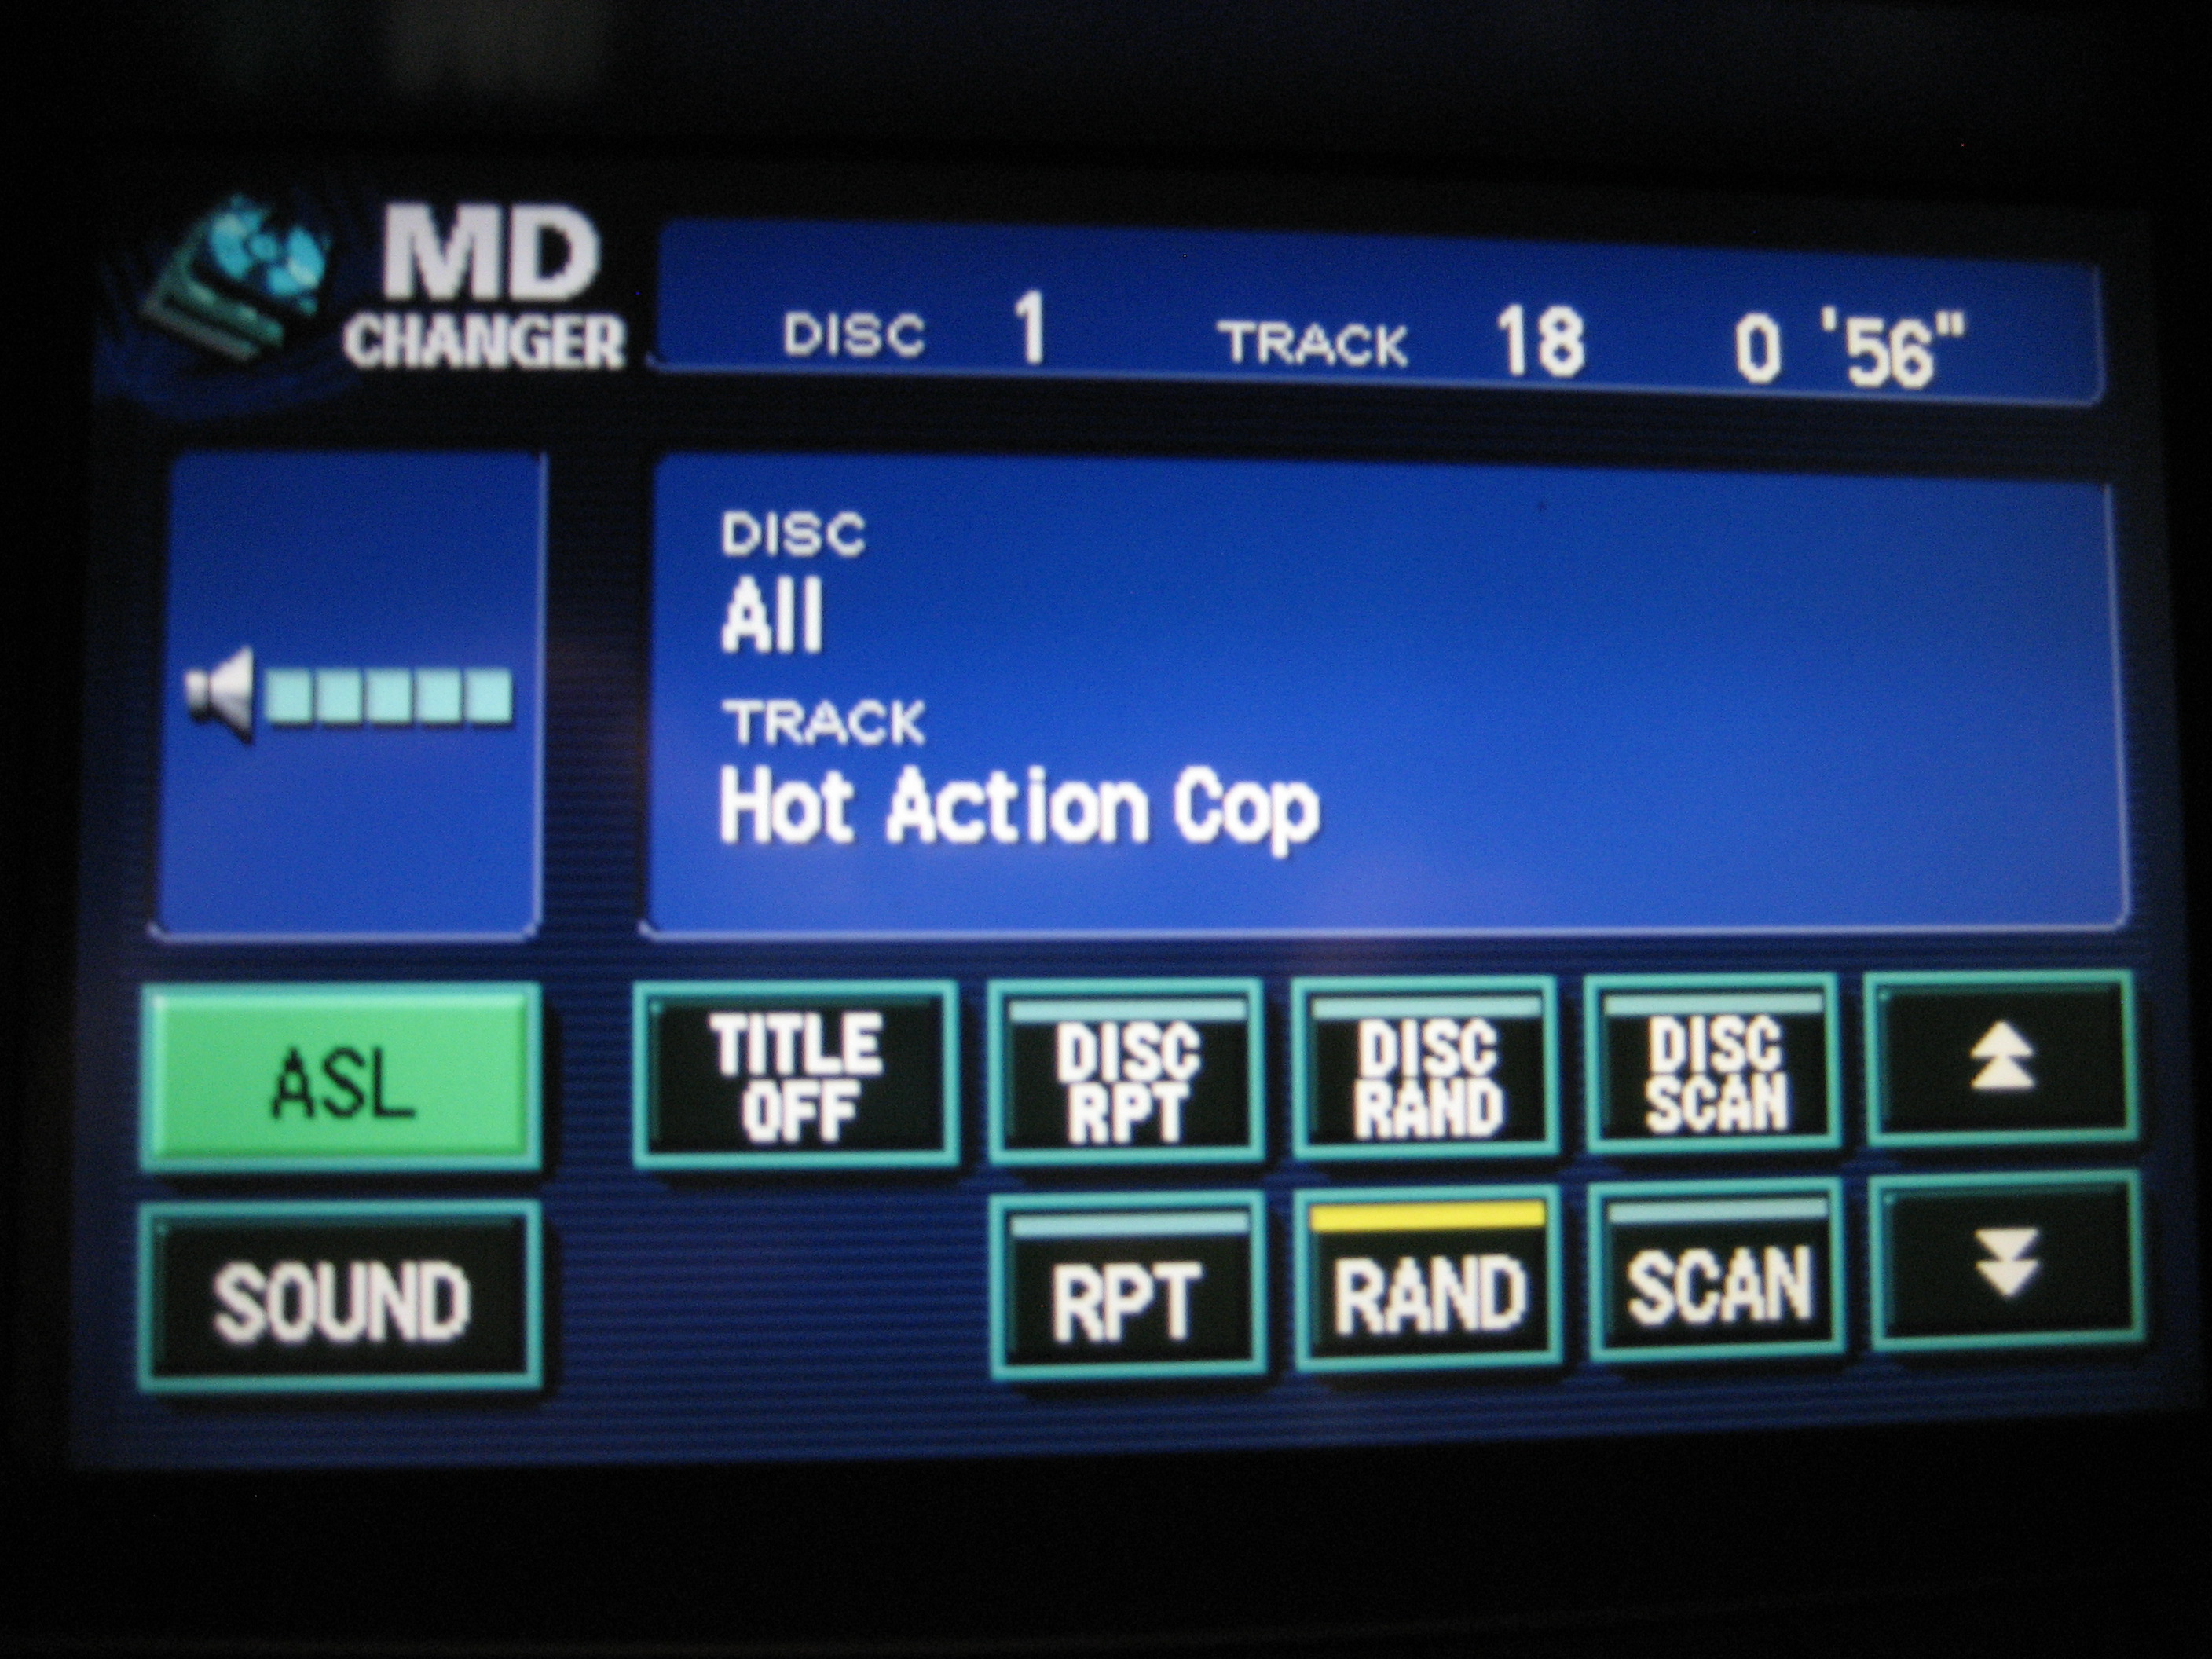 MD
CHANGER
DISC 1 TRACK 18 0 '56"
DISC
All
TRACK
Hot Action Cop
ASL
TITLE
OFF
DISC
RPT
DISC
RAND
DISC
SCAN
SOUND
RPT
RAND
SCAN